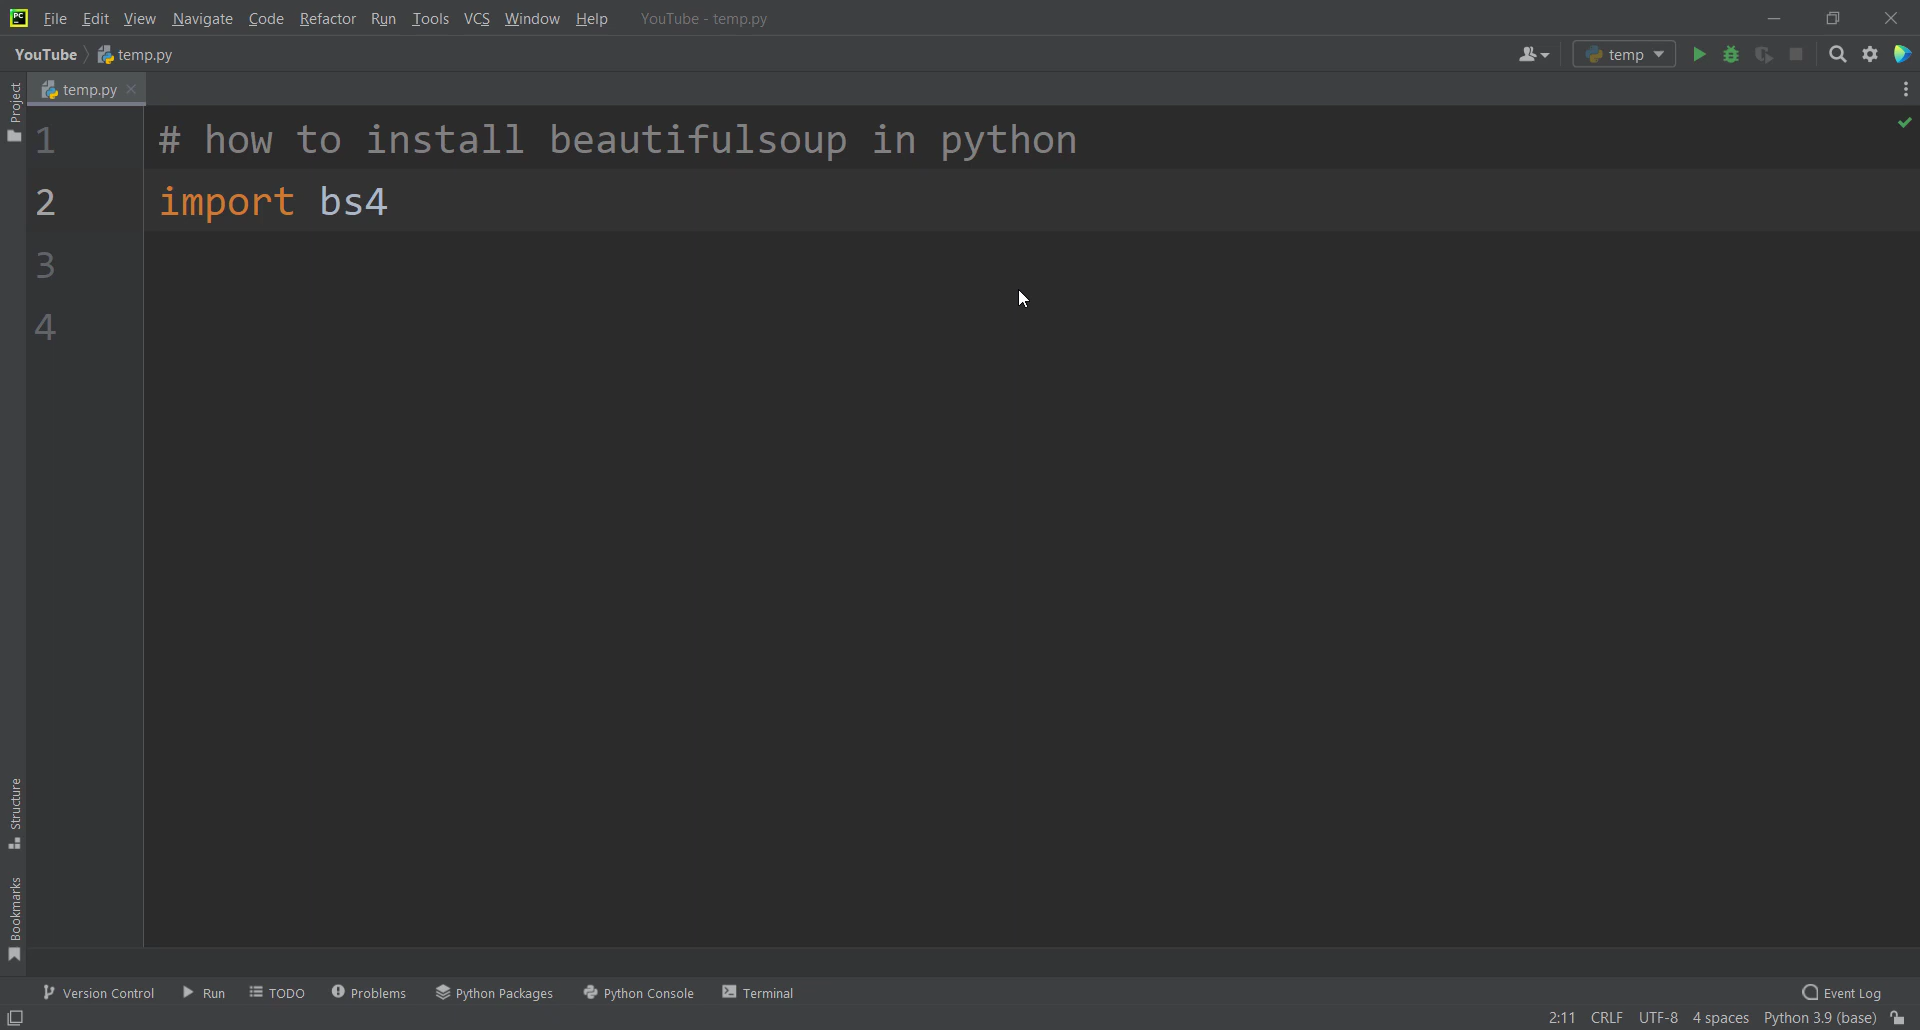 PC File Edit View Navigate Code Refactor Run Tools VCS Window Help YouTube - temp.py
YouTube temp.py temp
Project
temp.py
1 # how to install beautifulsoup in python
2 import bs4
3
4
Structure
Bookmarks
Version Control Run TODO Problems Python Packages Python Console Terminal Event Log
2:11 CRLF UTF-8 4 spaces Python 3.9 (base)